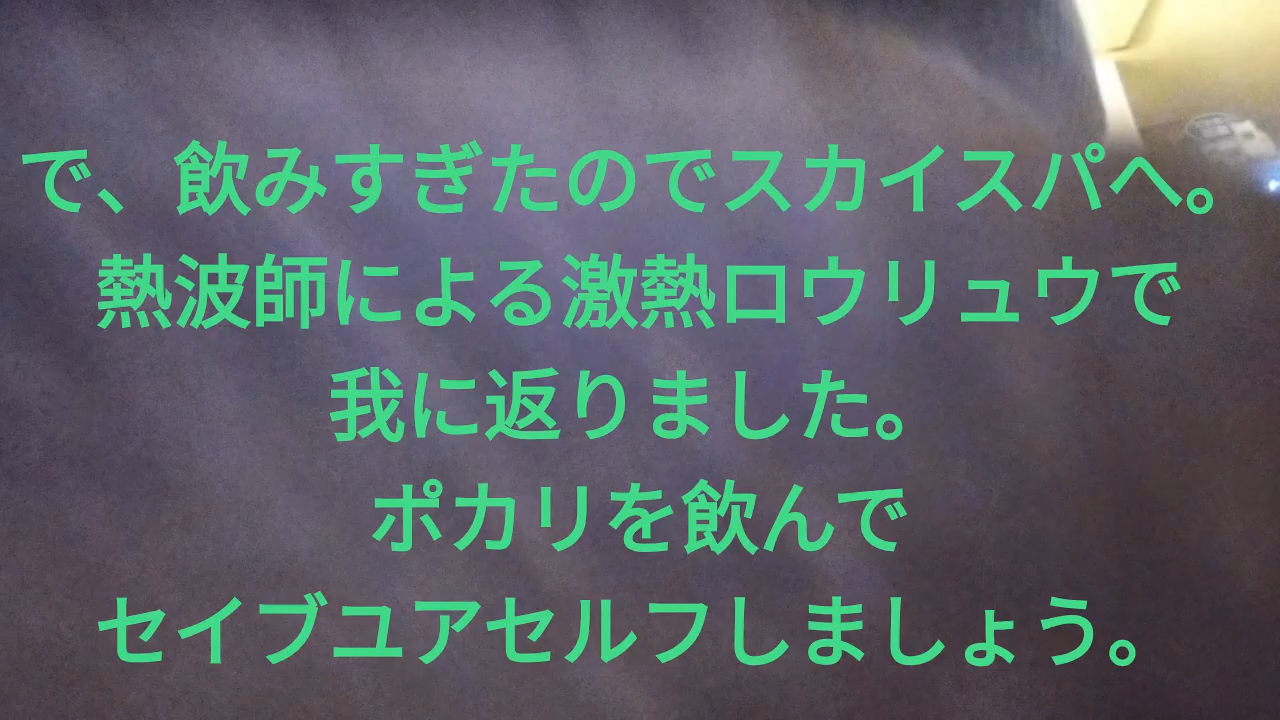 で、飲みすぎたのでスカイスパへ。
熱波師による激熱ロウリュウで
我に返りました。
ポカリを飲んで
セイブユアセルフしましょう。